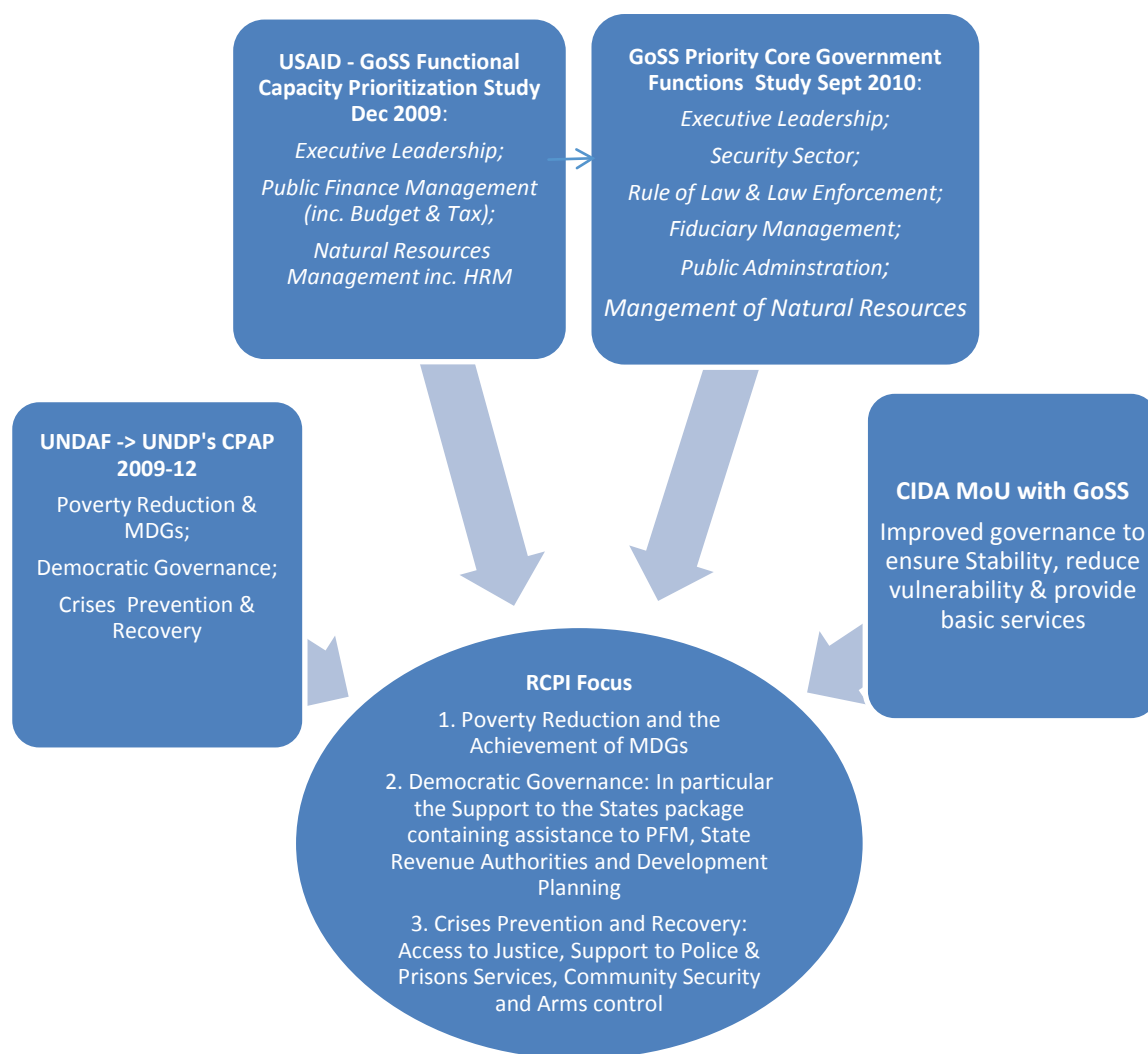 USAID - GoSS Functional
Capacity Prioritization Study
Dec 2009:
Executive Leadership;
Public Finance Management
(inc. Budget & Tax);
Natural Resources
Management inc. HRM
GoSS Priority Core Government
Functions Study Sept 2010:
Executive Leadership;
Security Sector;
Rule of Law & Law Enforcement;
Fiduciary Management;
Public Adminstration;
Mangement of Natural Resources
UNDAF -> UNDP's CPAP
2009-12
Poverty Reduction &
MDGs;
Democratic Governance;
Crises Prevention &
Recovery
CIDA MoU with GoSS
Improved governance to
ensure Stability, reduce
vulnerability & provide
basic services
RCPI Focus
1. Poverty Reduction and the
Achievement of MDGs
2. Democratic Governance: In particular
the Support to the States package
containing assistance to PFM, State
Revenue Authorities and Development
Planning
3. Crises Prevention and Recovery:
Access to Justice, Support to Police &
Prisons Services, Community Security
and Arms control